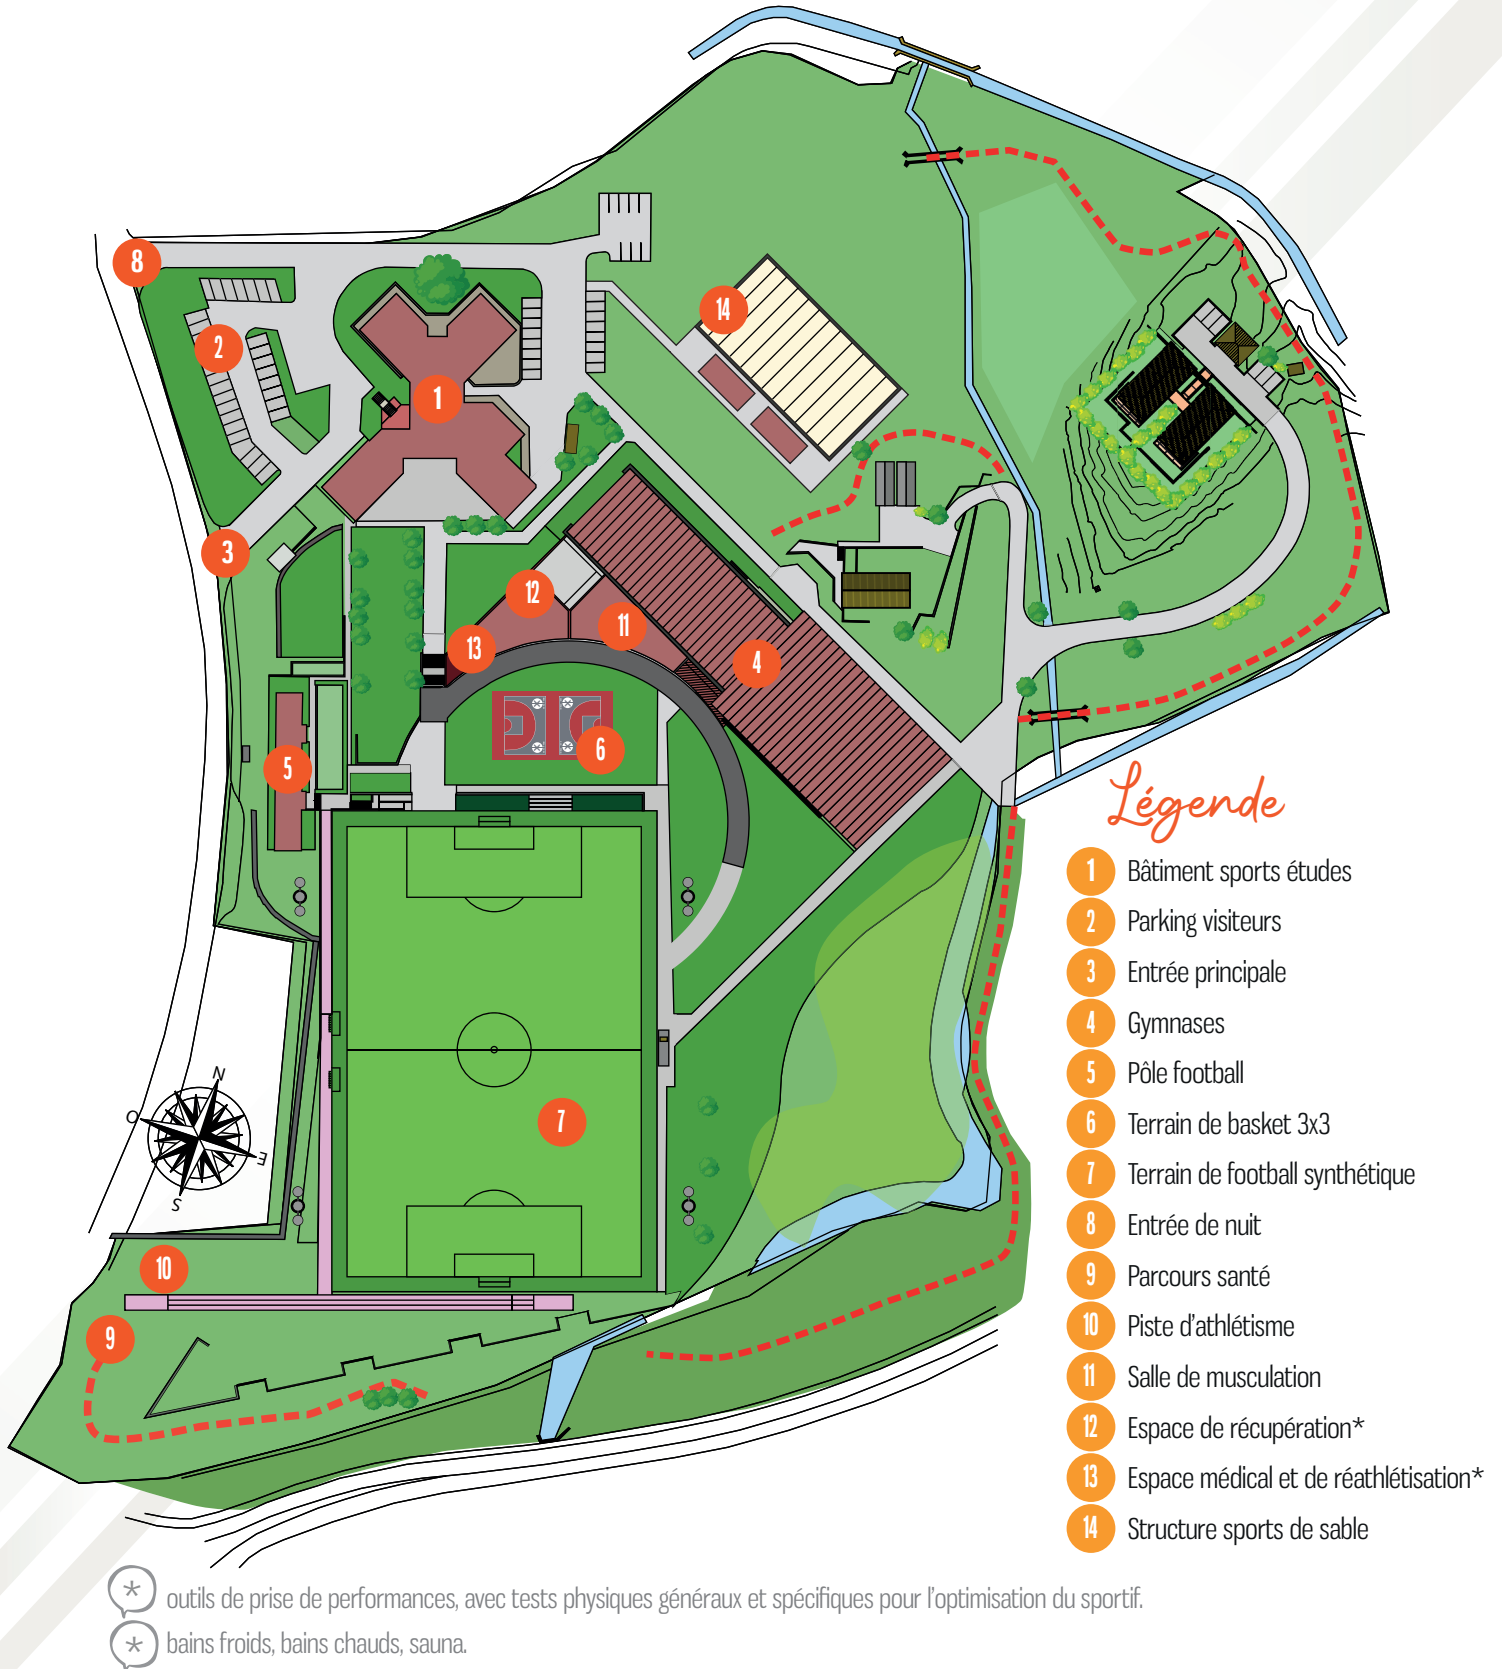 8
14
2
1
3
12
11
13
4
6
5
7
N
O
E
S
10
9
Légende
1 Bâtiment sports études
2 Parking visiteurs
3 Entrée principale
4 Gymnases
5 Pôle football
6 Terrain de basket 3x3
7 Terrain de football synthétique
8 Entrée de nuit
9 Parcours santé
10 Piste d'athlétisme
11 Salle de musculation
12 Espace de récupération*
13 Espace médical et de réathlétisation*
14 Structure sports de sable
* outils de prise de performances, avec tests physiques généraux et spécifiques pour l'optimisation du sportif.
* bains froids, bains chauds, sauna.